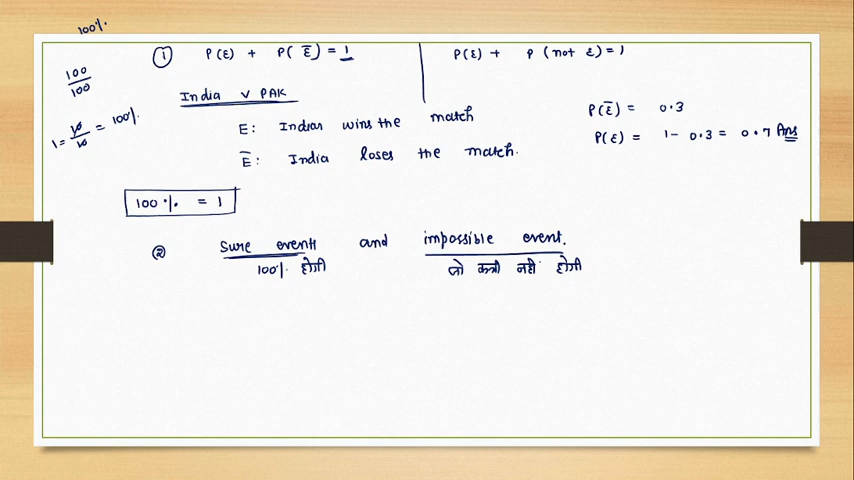 100%.
① P(E) + P(Ē) = 1
P(E) + P(not E) = 1
100/100
India v PAK
1 = 10/10 = 100%.
E: Indias wins the match
Ē: India loses the match.
P(Ē) = 0.3
P(E) = 1 - 0.3 = 0.7 Ans
100% = 1
② Sure event and impossible event.
100%. होगी
जो कभी नही होगी